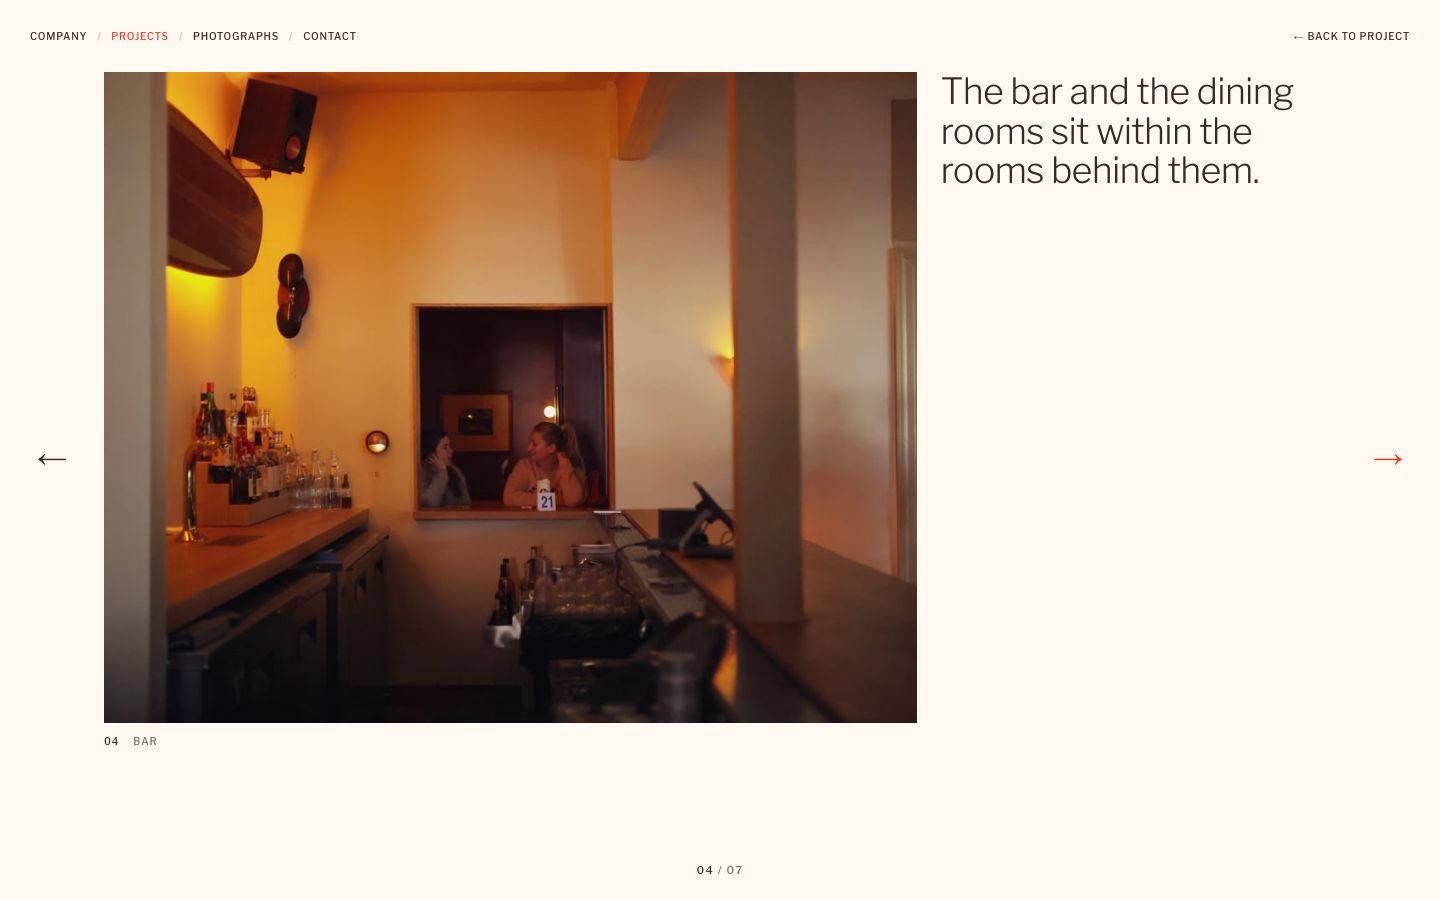 COMPANY / PROJECTS / PHOTOGRAPHS / CONTACT
← BACK TO PROJECT
The bar and the dining
rooms sit within the
rooms behind them.
21
←
→
04 BAR
04 / 07